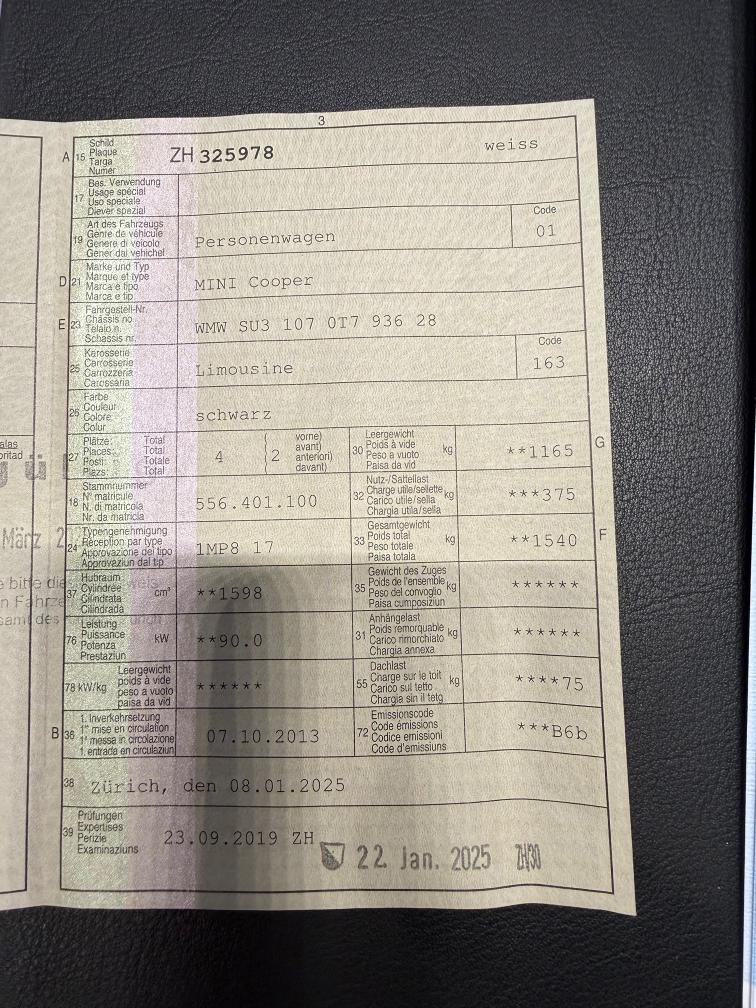 3
A 15 Schild
Plaque
Targa
Numer
ZH 325978 weiss
17 Bes. Verwendung
Usage spécial
Uso speciale
Diever spezial
19 Art des Fahrzeugs
Genre de véhicule
Genere di veicolo
Gener dal vehichel
Personenwagen
Code
01
D 21 Marke und Typ
Marque et type
Marca e tipo
Marca e tip
MINI Cooper
E 23 Fahrgestell-Nr.
Châssis no
Telaio n.
Schassis nr.
WMW SU3 107 0T7 936 28
25 Karosserie
Carrosserie
Carrozzeria
Carossaria
Limousine
Code
163
26 Farbe
Couleur
Colore
Colur
schwarz
27 Plätze: Total
Places: Total
Posti: Totale
Plazs: Total
4 2 vorne)
avant)
anteriori)
davant)
30 Leergewicht
Poids à vide
Peso a vuoto
Paisa da vid
kg **1165
G
18 Stammnummer
N° matricule
N. di matricola
Nr. da matricla
556.401.100
32 Nutz-/Sattellast
Charge utile/sellette
Carico utile/sella
Chargia utila/sella
kg ***375
24 Typengenehmigung
Réception par type
Approvazione del tipo
Approvaziun dal tip
1MP8 17
33 Gesamtgewicht
Poids total
Peso totale
Paisa totala
kg **1540
F
37 Hubraum
Cylindrée
Cilindrata
Cilindrada
cm³ **1598
35 Gewicht des Zuges
Poids de l'ensemble
Peso del convoglio
Paisa cumposiziun
kg ******
76 Leistung
Puissance
Potenza
Prestaziun
kW **90.0
31 Anhängelast
Poids remorquable
Carico rimorchiato
Chargia annexa
kg ******
78 kW/kg Leergewicht
poids à vide
peso a vuoto
paisa da vid
******
55 Dachlast
Charge sur le toit
Carico sul tetto
Chargia sin il tetg
kg ****75
B 36 1. Inverkehrsetzung
1re mise en circulation
1a messa in circolazione
1. entrada en circulaziun
07.10.2013
72 Emissionscode
Code émissions
Codice emissioni
Code d'emissiuns
***B6b
38 Zürich, den 08.01.2025
39 Prüfungen
Expertises
Perizie
Examinaziuns
23.09.2019 ZH
22. Jan. 2025 ZH/30
März 2